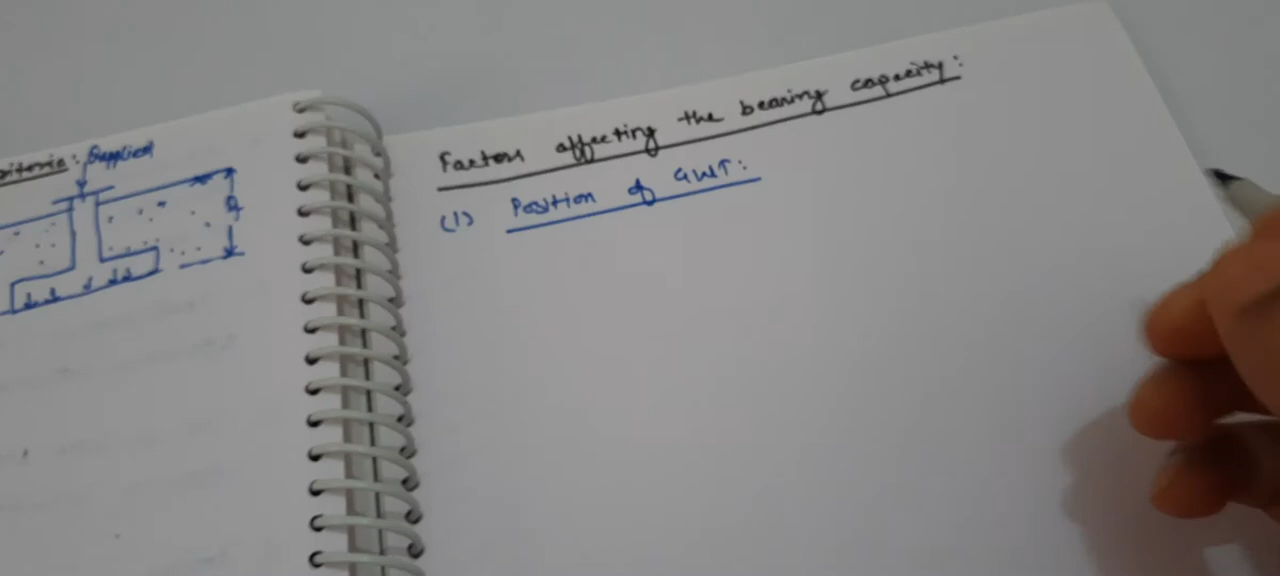 Supplied
Factors affecting the bearing capacity:
(1) Position of GWT: